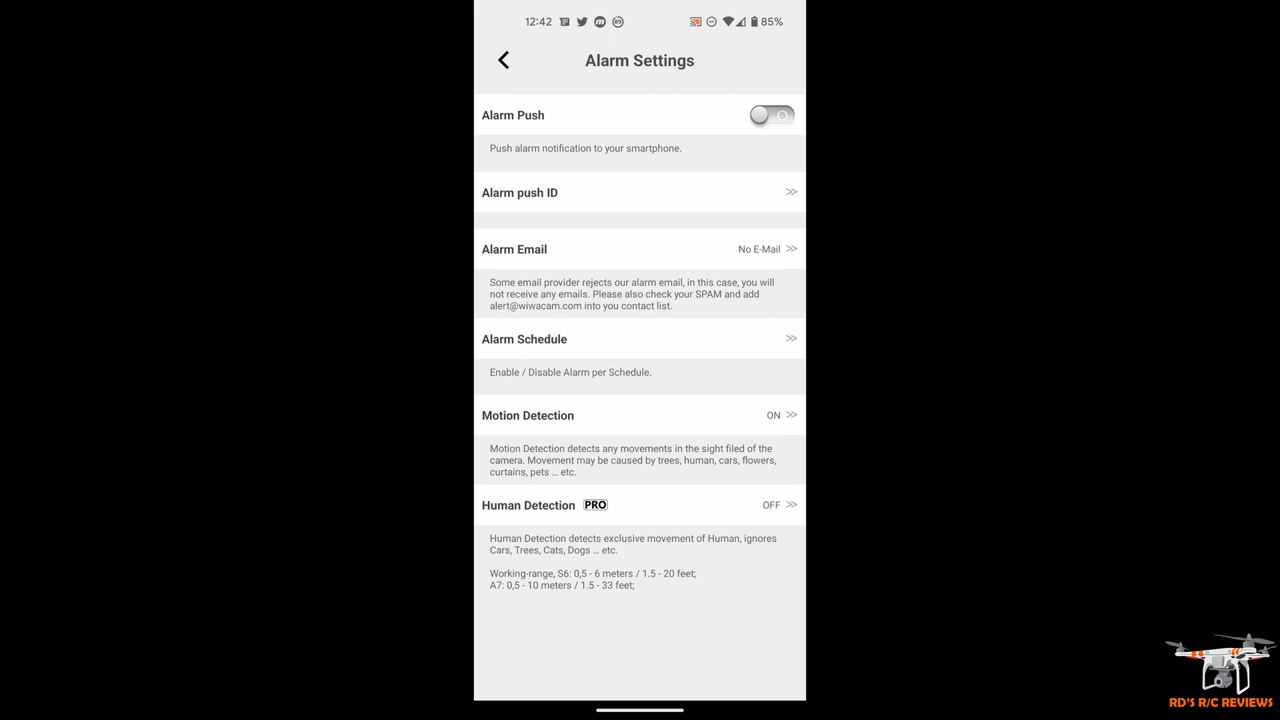 12:42
85%
Alarm Settings
Alarm Push
Push alarm notification to your smartphone.
Alarm push ID >>
Alarm Email No E-Mail >>
Some email provider rejects our alarm email, in this case, you will
not receive any emails. Please also check your SPAM and add
alert@wiwacam.com into you contact list.
Alarm Schedule >>
Enable / Disable Alarm per Schedule.
Motion Detection ON >>
Motion Detection detects any movements in the sight filed of the
camera. Movement may be caused by trees, human, cars, flowers,
curtains, pets ... etc.
Human Detection PRO OFF >>
Human Detection detects exclusive movement of Human, ignores
Cars, Trees, Cats, Dogs ... etc.
Working-range, S6: 0,5 - 6 meters / 1.5 - 20 feet;
A7: 0,5 - 10 meters / 1.5 - 33 feet;
RD'S R/C REVIEWS